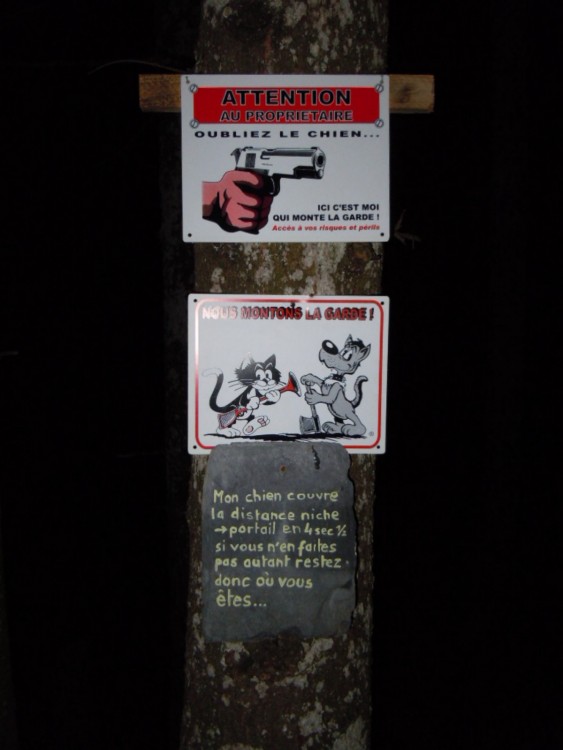 ATTENTION
AU PROPRIETAIRE
OUBLIEZ LE CHIEN...
ICI C'EST MOI
QUI MONTE LA GARDE !
Accès à vos risques et périls
NOUS MONTONS LA GARDE !
Mon chien couvre
la distance niche
→portail en 4 sec ½
si vous n'en faites
pas autant restez
donc où vous
êtes...